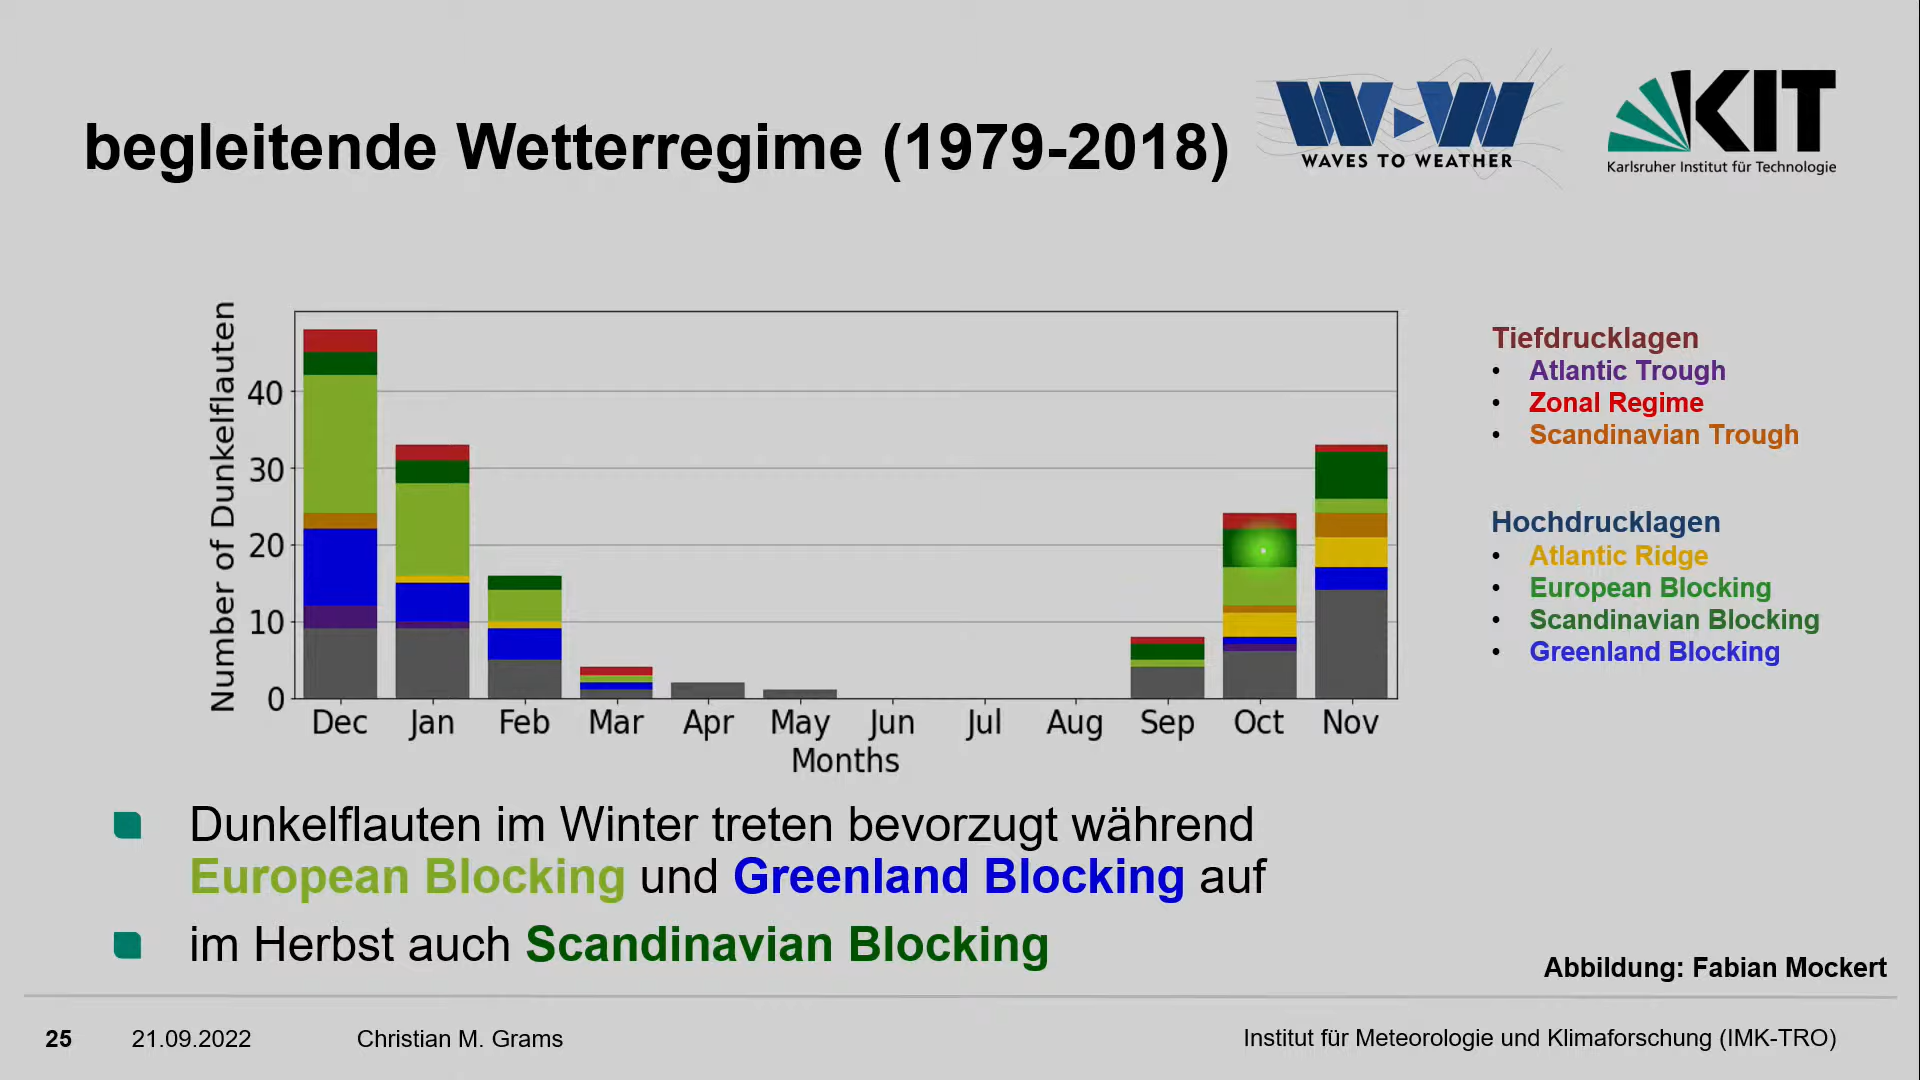 begleitende Wetterregime (1979-2018)
WAVES TO WEATHER
KIT
Karlsruher Institut für Technologie
Number of Dunkelflauten
40
30
20
10
0
Dec Jan Feb Mar Apr May Jun Jul Aug Sep Oct Nov
Months
Tiefdrucklagen
• Atlantic Trough
• Zonal Regime
• Scandinavian Trough
Hochdrucklagen
• Atlantic Ridge
• European Blocking
• Scandinavian Blocking
• Greenland Blocking
Dunkelflauten im Winter treten bevorzugt während
European Blocking und Greenland Blocking auf
im Herbst auch Scandinavian Blocking
Abbildung: Fabian Mockert
25 21.09.2022 Christian M. Grams Institut für Meteorologie und Klimaforschung (IMK-TRO)